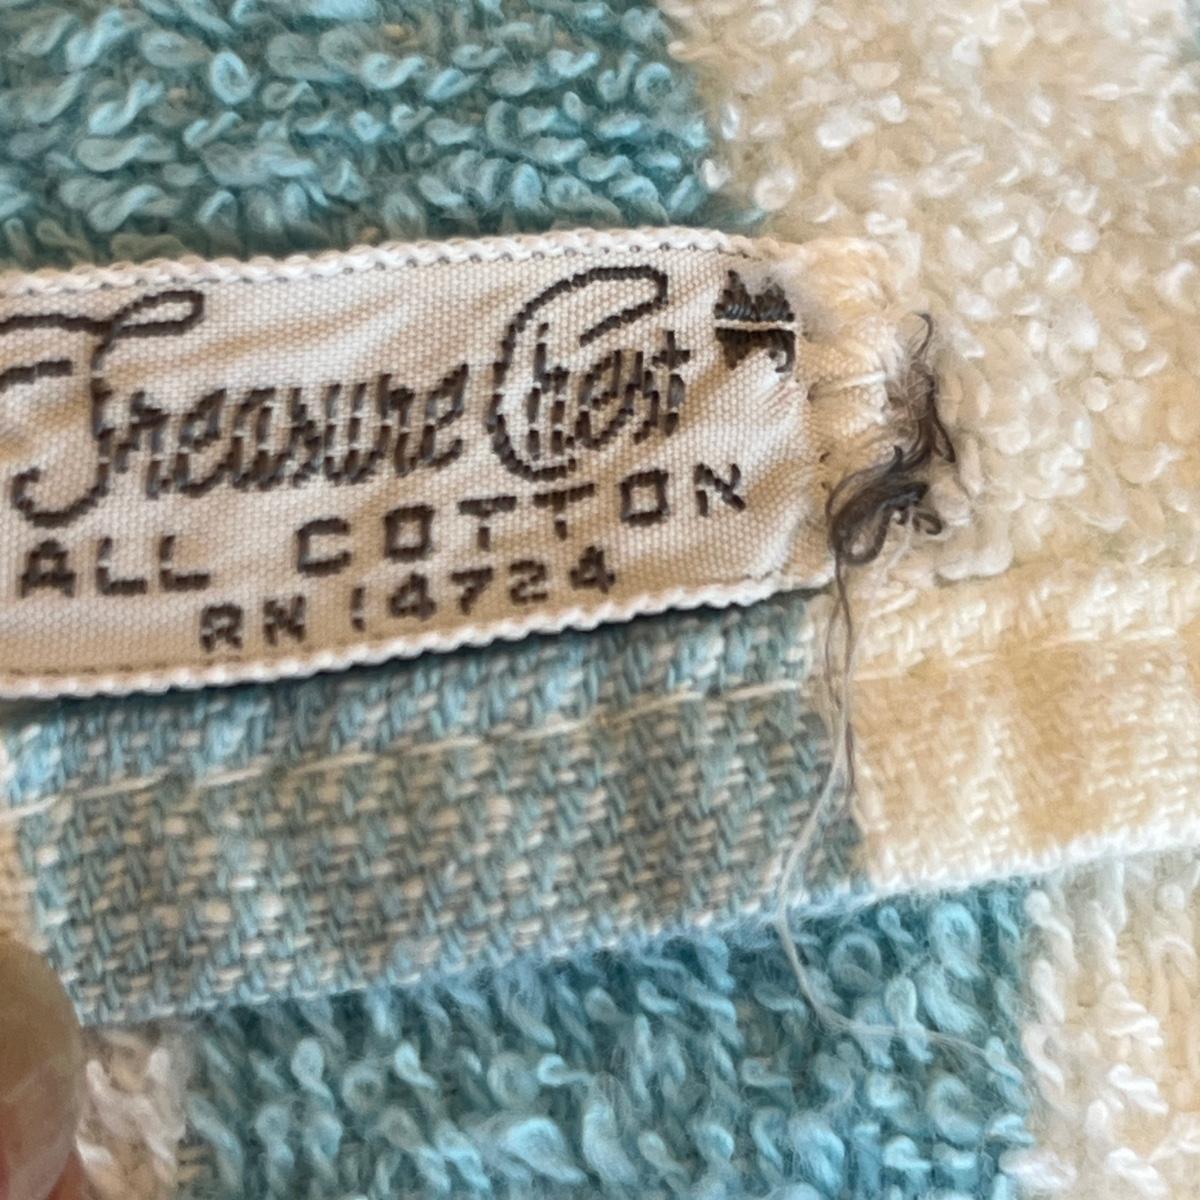 Treasure Chest
ALL COTTON
RN 14724